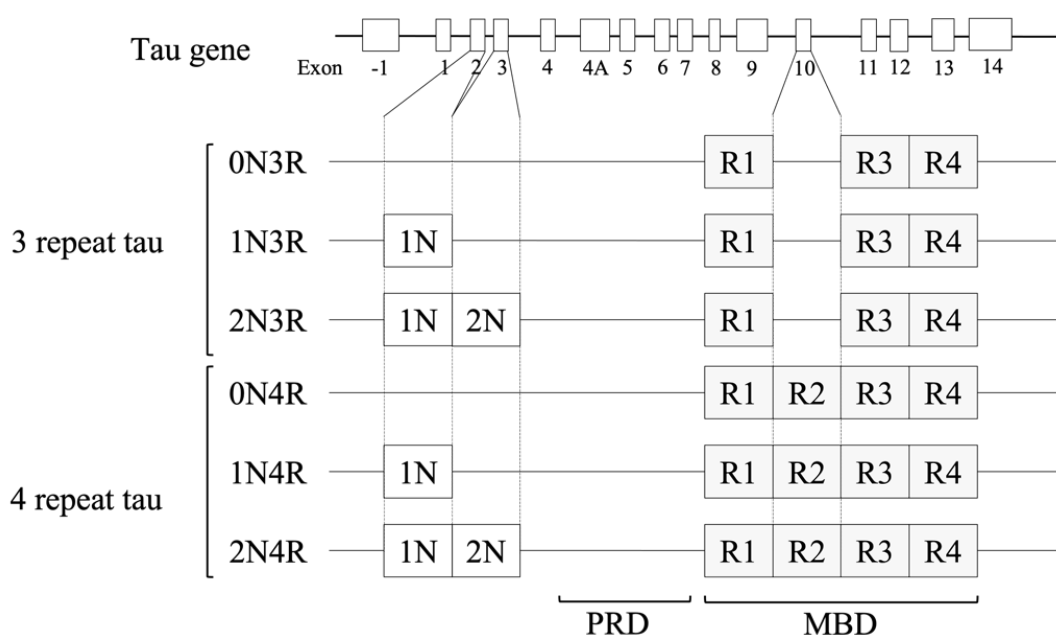 Tau gene
Exon -1 1 2 3 4 4A 5 6 7 8 9 10 11 12 13 14
3 repeat tau
0N3R R1 R3 R4
1N3R 1N R1 R3 R4
2N3R 1N 2N R1 R3 R4
4 repeat tau
0N4R R1 R2 R3 R4
1N4R 1N R1 R2 R3 R4
2N4R 1N 2N R1 R2 R3 R4
PRD MBD